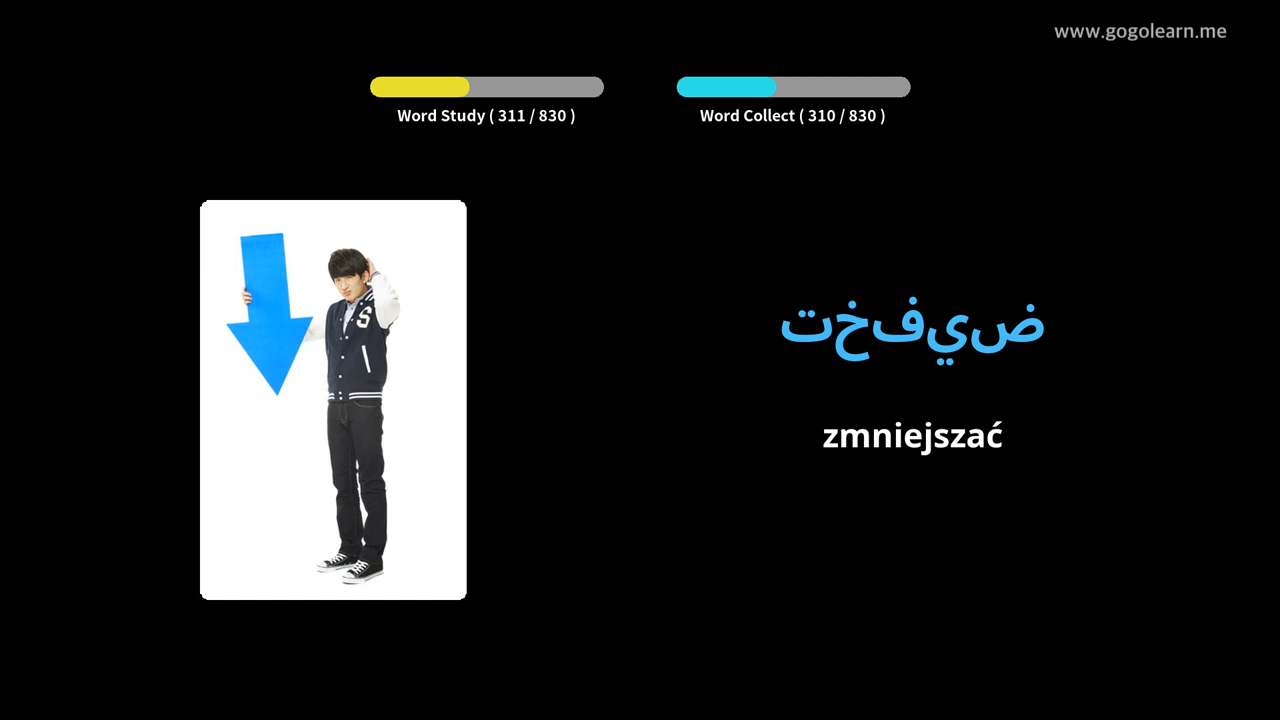 www.gogolearn.me
Word Study ( 311 / 830 )
Word Collect ( 310 / 830 )
تخفيض
zmniejszać